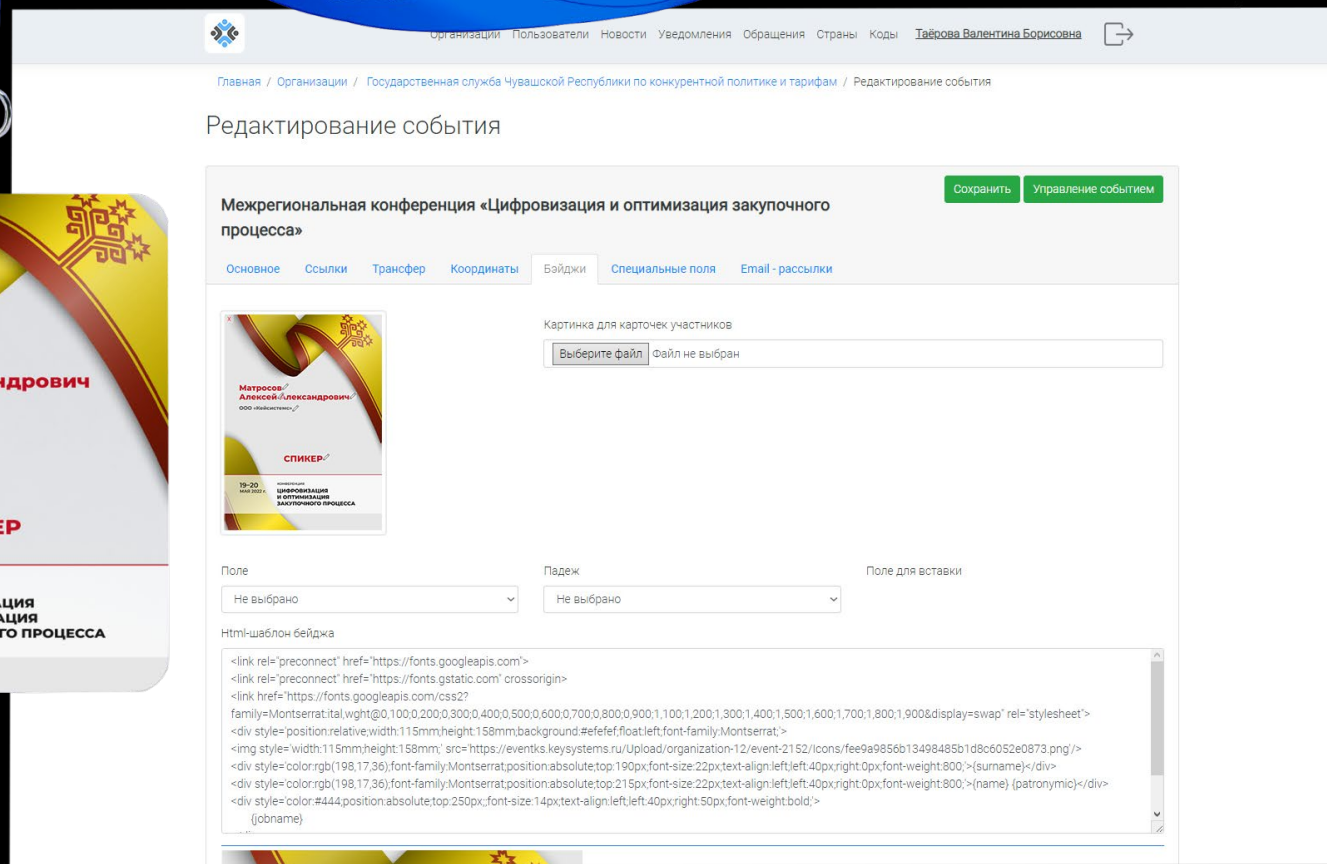 Организации Пользователи Новости Уведомления Обращения Страны Коды Таёрова Валентина Борисовна
Главная / Организации / Государственная служба Чувашской Республики по конкурентной политике и тарифам / Редактирование события
Редактирование события
Сохранить Управление событием
Межрегиональная конференция «Цифровизация и оптимизация закупочного
процесса»
Основное Ссылки Трансфер Координаты Бэйджи Специальные поля Email - рассылки
Картинка для карточек участников
Выберите файл Файл не выбран
Матросов
Алексей Александрович
ООО «Кейсистемс»
СПИКЕР
19–20
МАЯ 2022 г.
КОНФЕРЕНЦИЯ
ЦИФРОВИЗАЦИЯ
И ОПТИМИЗАЦИЯ
ЗАКУПОЧНОГО ПРОЦЕССА
ндрович
ЕР
ЦИЯ
АЦИЯ
ГО ПРОЦЕССА
Поле Падеж Поле для вставки
Не выбрано Не выбрано
Html-шаблон бейджа
<link rel="preconnect" href="https://fonts.googleapis.com">
<link rel="preconnect" href="https://fonts.gstatic.com" crossorigin>
<link href="https://fonts.googleapis.com/css2?
family=Montserrat:ital,wght@0,100;0,200;0,300;0,400;0,500;0,600;0,700;0,800;0,900;1,100;1,200;1,300;1,400;1,500;1,600;1,700;1,800;1,900&display=swap" rel="stylesheet">
<div style='position:relative;width:115mm;height:158mm;background:#efefef;float:left;font-family:Montserrat;'>
<img style='width:115mm;height:158mm;' src='https://eventks.keysystems.ru/Upload/organization-12/event-2152/Icons/fee9a9856b13498485b1d8c6052e0873.png'/>
<div style='color:rgb(198,17,36);font-family:Montserrat;position:absolute;top:190px;font-size:22px;text-align:left;left:40px;right:0px;font-weight:800;'>{surname}</div>
<div style='color:rgb(198,17,36);font-family:Montserrat;position:absolute;top:215px;font-size:22px;text-align:left;left:40px;right:0px;font-weight:800;'>{name} {patronymic}</div>
<div style='color:#444;position:absolute;top:250px;;font-size:14px;text-align:left;left:40px;right:50px;font-weight:bold;'>
{jobname}